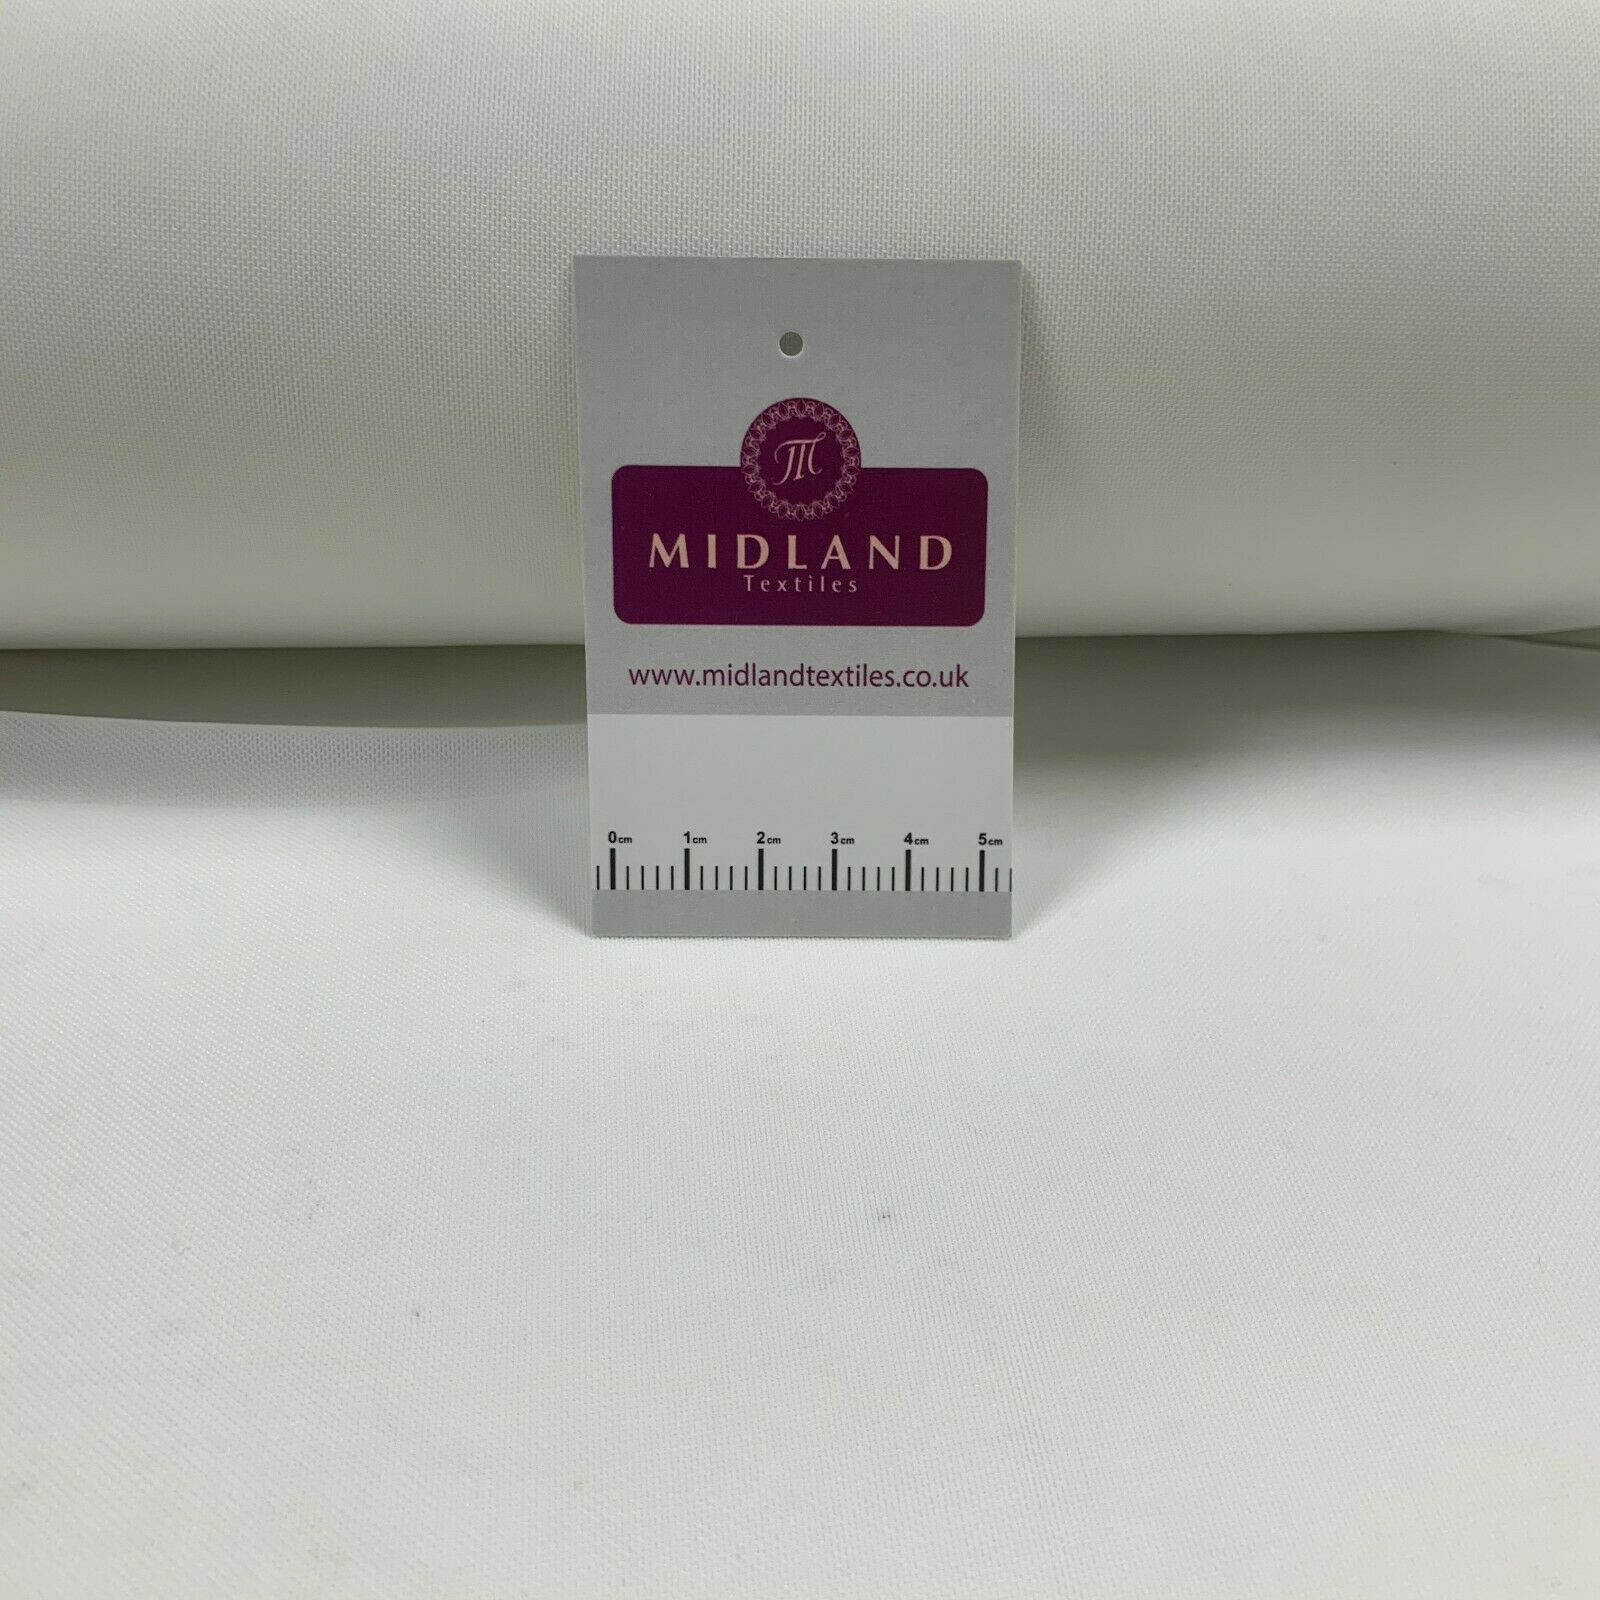 M
MIDLAND
Textiles
www.midlandtextiles.co.uk
0cm 1cm 2cm 3cm 4cm 5cm